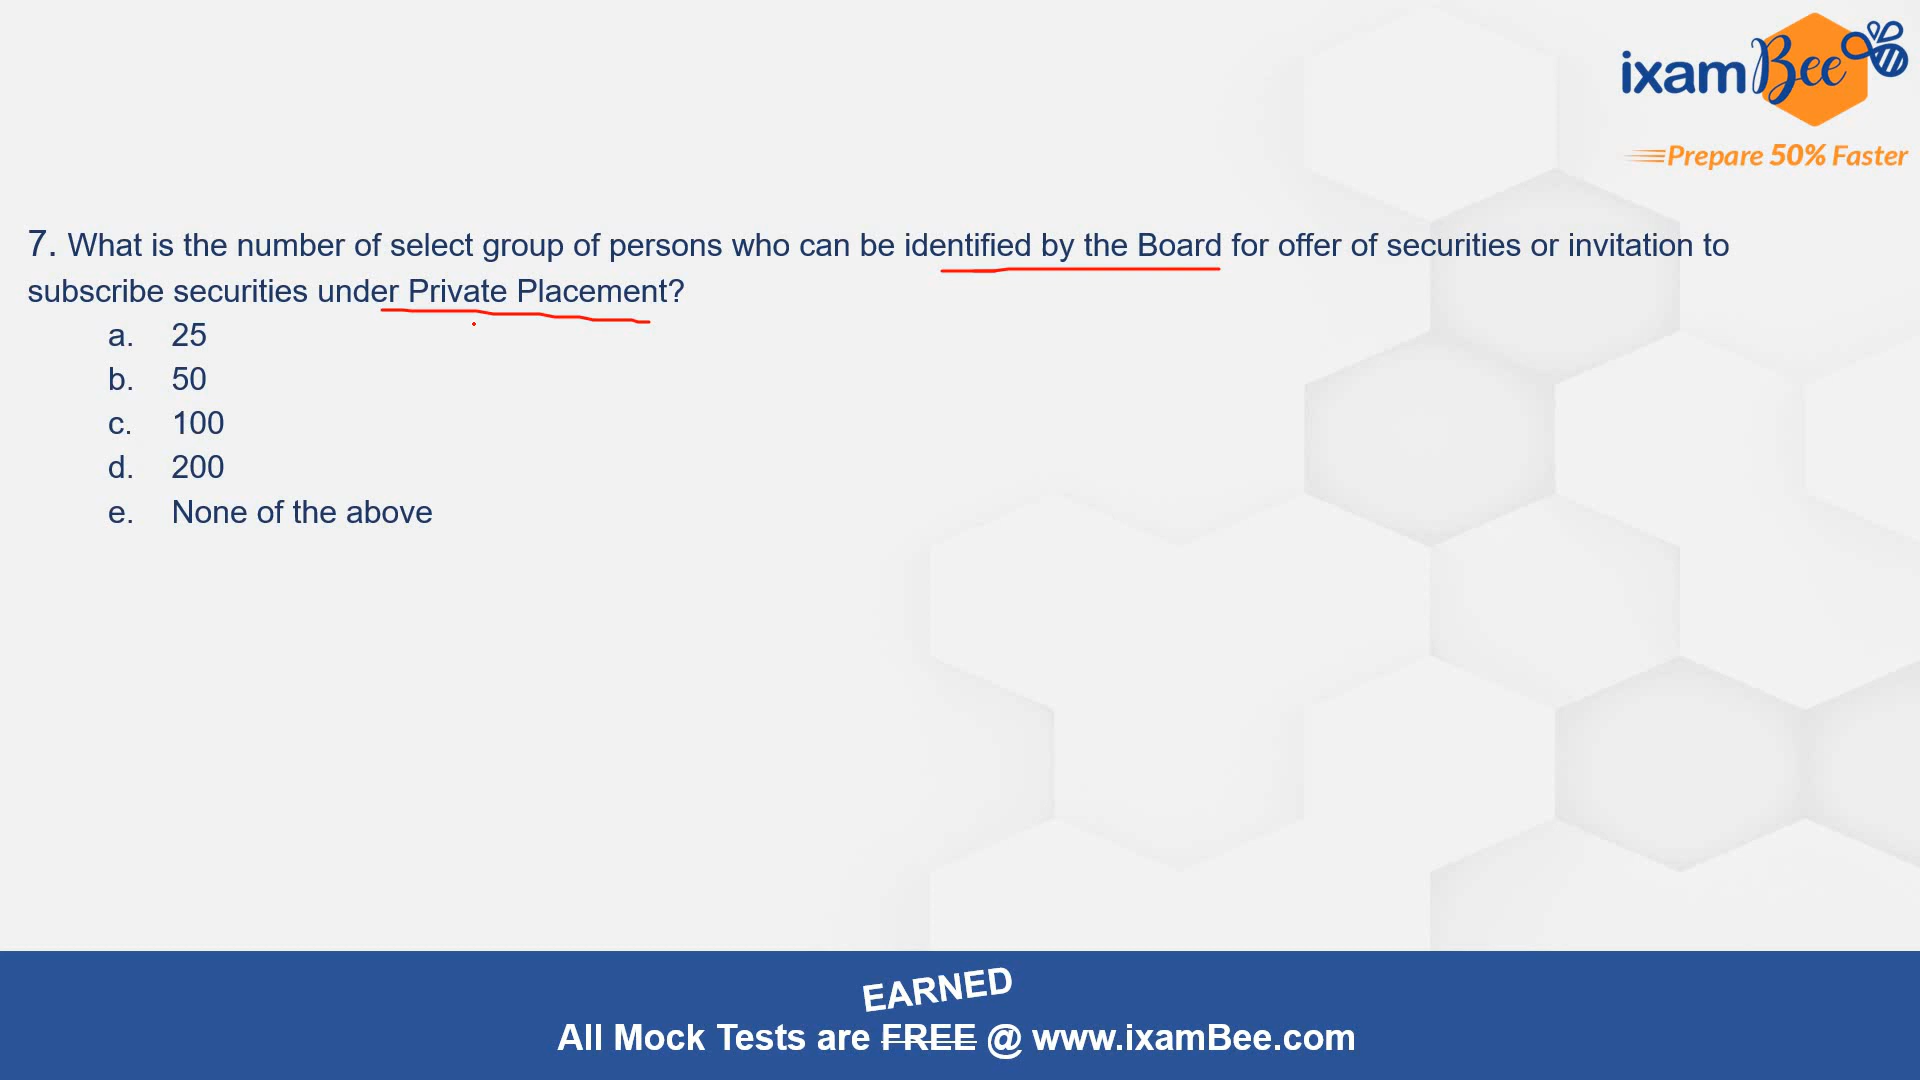 ixamBee
Prepare 50% Faster
7. What is the number of select group of persons who can be identified by the Board for offer of securities or invitation to
subscribe securities under Private Placement?
a. 25
b. 50
c. 100
d. 200
e. None of the above
EARNED
All Mock Tests are FREE @ www.ixamBee.com